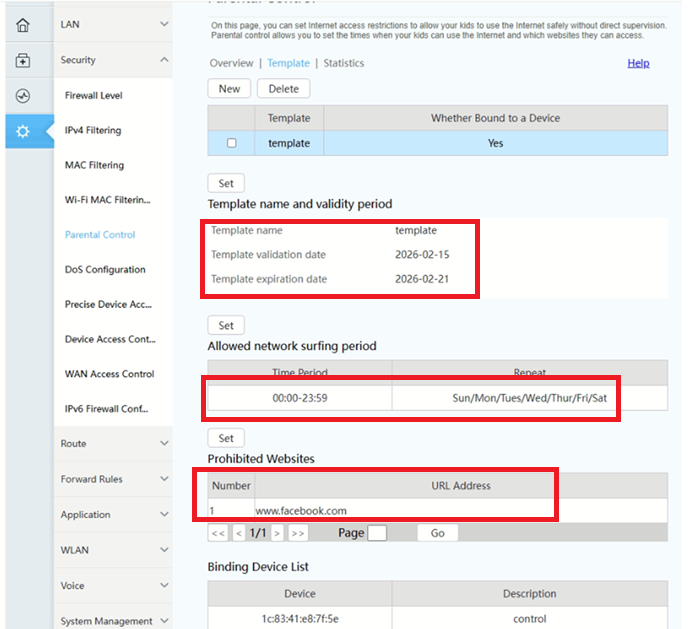 LAN
Security
Firewall Level
IPv4 Filtering
MAC Filtering
Wi-Fi MAC Filterin...
Parental Control
DoS Configuration
Precise Device Acc...
Device Access Cont...
WAN Access Control
IPv6 Firewall Conf...
Route
Forward Rules
Application
WLAN
Voice
System Management
Parental Control
On this page, you can set Internet access restrictions to allow your kids to use the Internet safely without direct supervision.
Parental control allows you to set the times when your kids can use the Internet and which websites they can access.
Overview | Template | Statistics Help
New Delete
Template Whether Bound to a Device
template Yes
Set
Template name and validity period
Template name template
Template validation date 2026-02-15
Template expiration date 2026-02-21
Set
Allowed network surfing period
Time Period Repeat
00:00-23:59 Sun/Mon/Tues/Wed/Thur/Fri/Sat
Set
Prohibited Websites
Number URL Address
1 www.facebook.com
<< < 1/1 > >> Page Go
Binding Device List
Device Description
1c:83:41:e8:7f:5e control